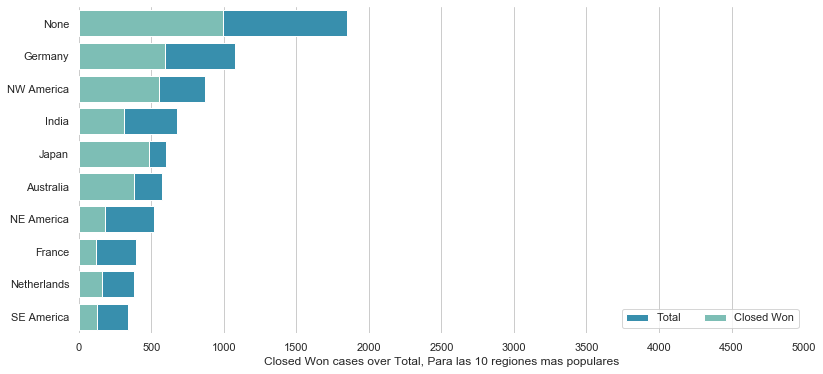 None
Germany
NW America
India
Japan
Australia
NE America
France
Netherlands
SE America
Total Closed Won
0 500 1000 1500 2000 2500 3000 3500 4000 4500 5000
Closed Won cases over Total, Para las 10 regiones mas populares